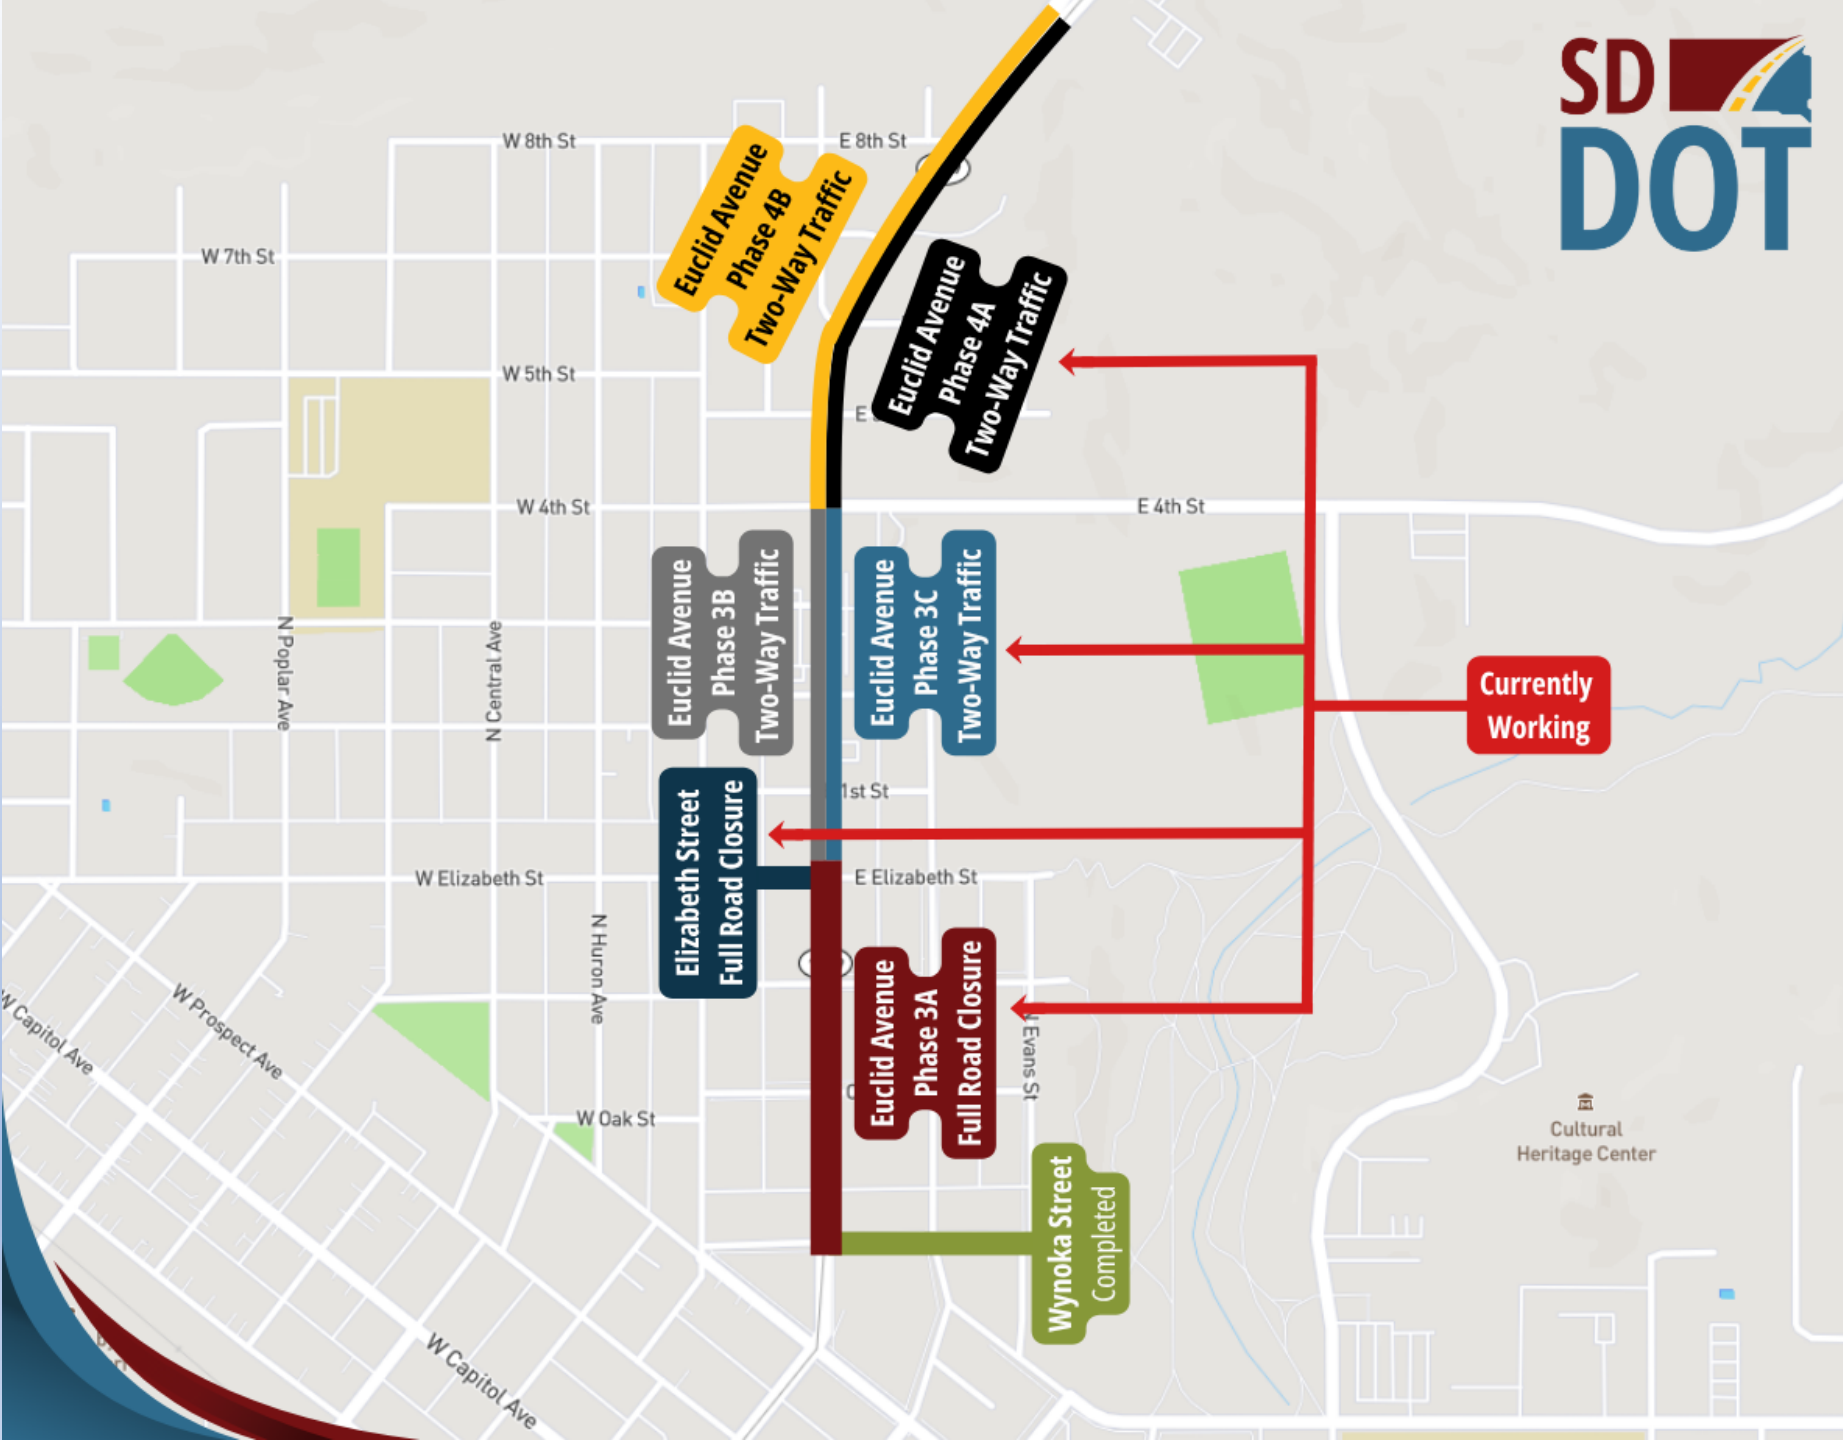 SD
DOT
W 8th St
E 8th St
W 7th St
Euclid Avenue
Phase 4B
Two-Way Traffic
Euclid Avenue
Phase 4A
Two-Way Traffic
W 5th St
E
W 4th St
E 4th St
Euclid Avenue
Phase 3B
Two-Way Traffic
Euclid Avenue
Phase 3C
Two-Way Traffic
N Poplar Ave
N Central Ave
Currently
Working
1st St
Elizabeth Street
Full Road Closure
W Elizabeth St
E Elizabeth St
N Huron Ave
Euclid Avenue
Phase 3A
Full Road Closure
N Evans St
W Prospect Ave
W Capitol Ave
W Oak St
Cultural
Heritage Center
Wynoka Street
Completed
W Capitol Ave